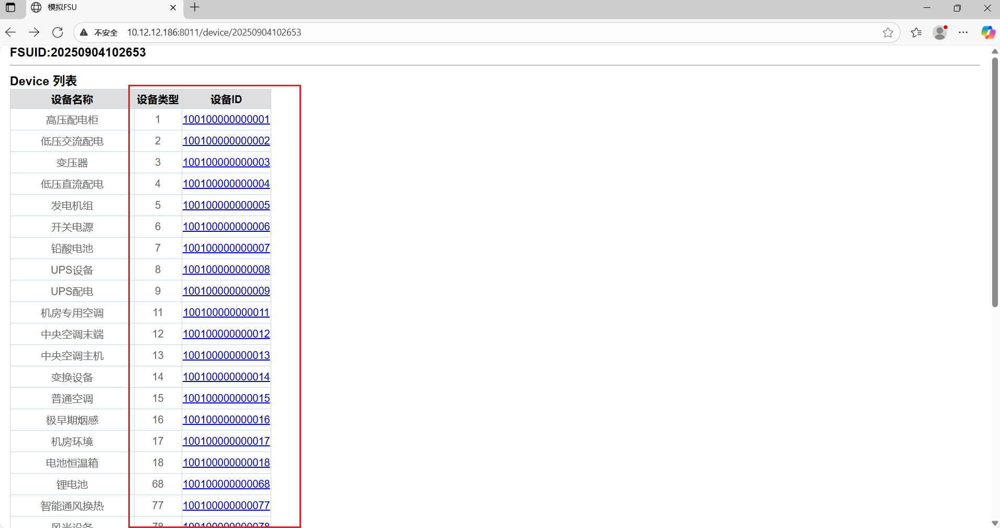 模拟FSU
不安全 10.12.12.186:8011/device/20250904102653
FSUID:20250904102653
Device 列表
设备名称 设备类型 设备ID
高压配电柜 1 100100000000001
低压交流配电 2 100100000000002
变压器 3 100100000000003
低压直流配电 4 100100000000004
发电机组 5 100100000000005
开关电源 6 100100000000006
铅酸电池 7 100100000000007
UPS设备 8 100100000000008
UPS配电 9 100100000000009
机房专用空调 11 100100000000011
中央空调末端 12 100100000000012
中央空调主机 13 100100000000013
变换设备 14 100100000000014
普通空调 15 100100000000015
极早期烟感 16 100100000000016
机房环境 17 100100000000017
电池恒温箱 18 100100000000018
锂电池 68 100100000000068
智能通风换热 77 100100000000077
风光设备 78 100100000000078